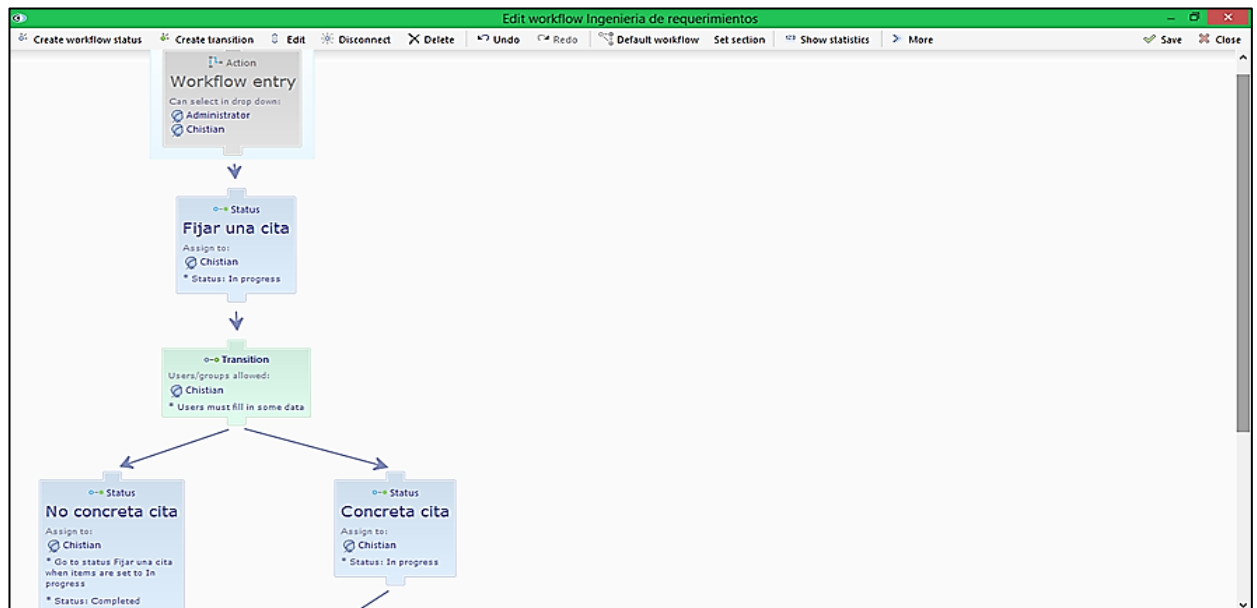 Edit workflow Ingenieria de requerimientos
Create workflow status Create transition Edit Disconnect Delete Undo Redo Default workflow Set section Show statistics More Save Close
Action
Workflow entry
Can select in drop down:
Administrator
Chistian
Status
Fijar una cita
Assign to:
Chistian
* Status: In progress
Transition
Users/groups allowed:
Chistian
* Users must fill in some data
Status
No concreta cita
Assign to:
Chistian
* Go to status Fijar una cita
when items are set to In
progress
* Status: Completed
Status
Concreta cita
Assign to:
Chistian
* Status: In progress